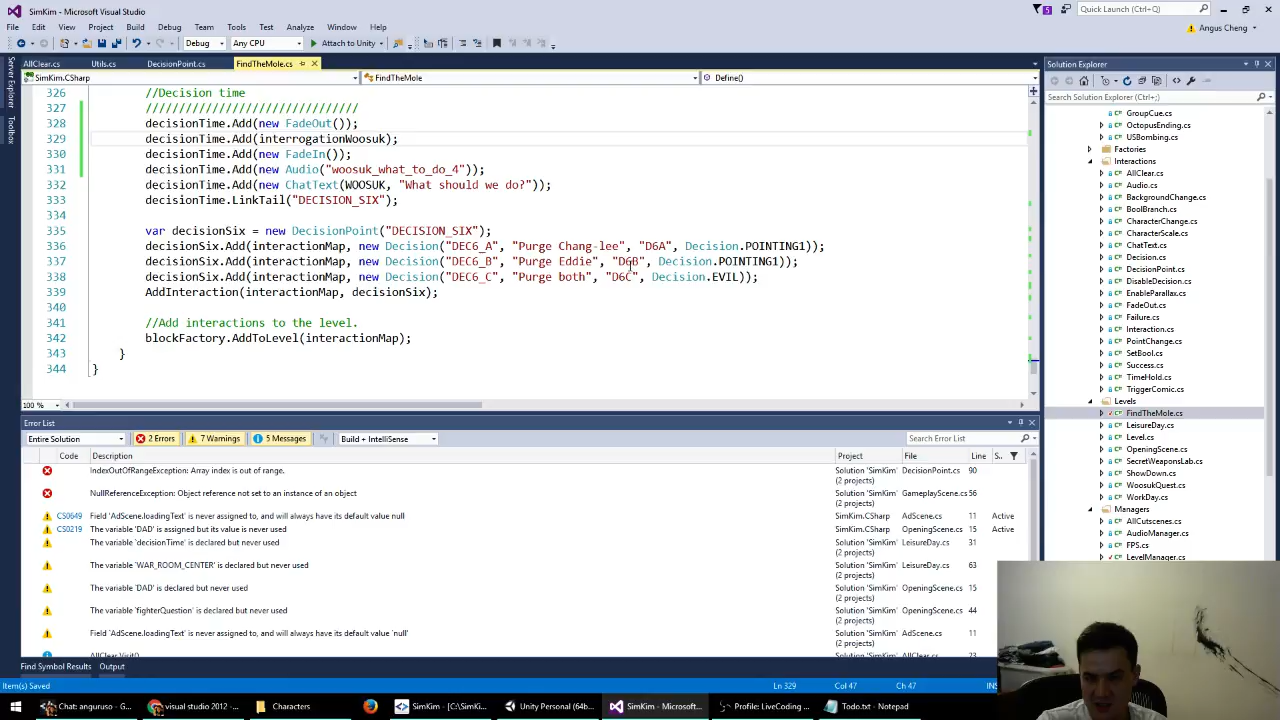 SimKim - Microsoft Visual Studio
5
Quick Launch (Ctrl+;)
File Edit View Project Build Debug Team Tools Test Analyze Window Help
Angus Cheng
Debug Any CPU Attach to Unity
AllClear.cs Utils.cs DecisionPoint.cs FindTheMole.cs
Server Explorer
Toolbox
SimKim.CSharp FindTheMole Define()
326 //Decision time
327 ///////////////////////////////
328 decisionTime.Add(new FadeOut());
329 decisionTime.Add(interrogationWoosuk);
330 decisionTime.Add(new FadeIn());
331 decisionTime.Add(new Audio("woosuk_what_to_do_4"));
332 decisionTime.Add(new ChatText(WOOSUK, "What should we do?"));
333 decisionTime.LinkTail("DECISION_SIX");
334
335 var decisionSix = new DecisionPoint("DECISION_SIX");
336 decisionSix.Add(interactionMap, new Decision("DEC6_A", "Purge Chang-lee", "D6A", Decision.POINTING1));
337 decisionSix.Add(interactionMap, new Decision("DEC6_B", "Purge Eddie", "D6B", Decision.POINTING1));
338 decisionSix.Add(interactionMap, new Decision("DEC6_C", "Purge both", "D6C", Decision.EVIL));
339 AddInteraction(interactionMap, decisionSix);
340
341 //Add interactions to the level.
342 blockFactory.AddToLevel(interactionMap);
343 }
344 }
100 %
Error List
Entire Solution 2 Errors 7 Warnings 5 Messages Build + IntelliSense Search Error List
Code Description Project File Line S..
IndexOutOfRangeException: Array index is out of range. Solution 'SimKim' DecisionPoint.cs 90
(2 projects)
NullReferenceException: Object reference not set to an instance of an object Solution 'SimKim' GameplayScene.cs 56
(2 projects)
CS0649 Field 'AdScene.loadingText' is never assigned to, and will always have its default value null SimKim.CSharp AdScene.cs 11 Active
CS0219 The variable 'DAD' is assigned but its value is never used SimKim.CSharp OpeningScene.cs 15 Active
The variable `decisionTime' is declared but never used Solution 'SimKim' LeisureDay.cs 31
(2 projects)
The variable `WAR_ROOM_CENTER' is declared but never used Solution 'SimKim' LeisureDay.cs 63
(2 projects)
The variable `DAD' is declared but never used Solution 'SimKim' OpeningScene.cs 15
(2 projects)
The variable `fighterQuestion' is declared but never used Solution 'SimKim' OpeningScene.cs 44
(2 projects)
Field `AdScene.loadingText' is never assigned to, and will always have its default value `null' Solution 'SimKim' AdScene.cs 11
(2 projects)
AllClear.Visit() Solution 'SimKim' AllClear.cs 73
Find Symbol Results Output
Item(s) Saved Ln 329 Col 47 Ch 47 INS
Solution Explorer
Search Solution Explorer (Ctrl+;)
GroupCue.cs
OctopusEnding.cs
USBombing.cs
Factories
Interactions
AllClear.cs
Audio.cs
BackgroundChange.cs
BoolBranch.cs
CharacterChange.cs
CharacterScale.cs
ChatText.cs
Decision.cs
DecisionPoint.cs
DisableDecision.cs
EnableParallax.cs
FadeOut.cs
Failure.cs
Interaction.cs
PointChange.cs
SetBool.cs
Success.cs
TimeHold.cs
TriggerComic.cs
Levels
FindTheMole.cs
LeisureDay.cs
Level.cs
OpeningScene.cs
SecretWeaponsLab.cs
ShowDown.cs
WoosukQuest.cs
WorkDay.cs
Managers
AllCutscenes.cs
AudioManager.cs
FPS.cs
LevelManager.cs
Chat: anguruso - G... visual studio 2012 -... Characters SimKim - [C:\SimKi... Unity Personal (64b... SimKim - Microsoft... Profile: LiveCoding ... Todo.txt - Notepad